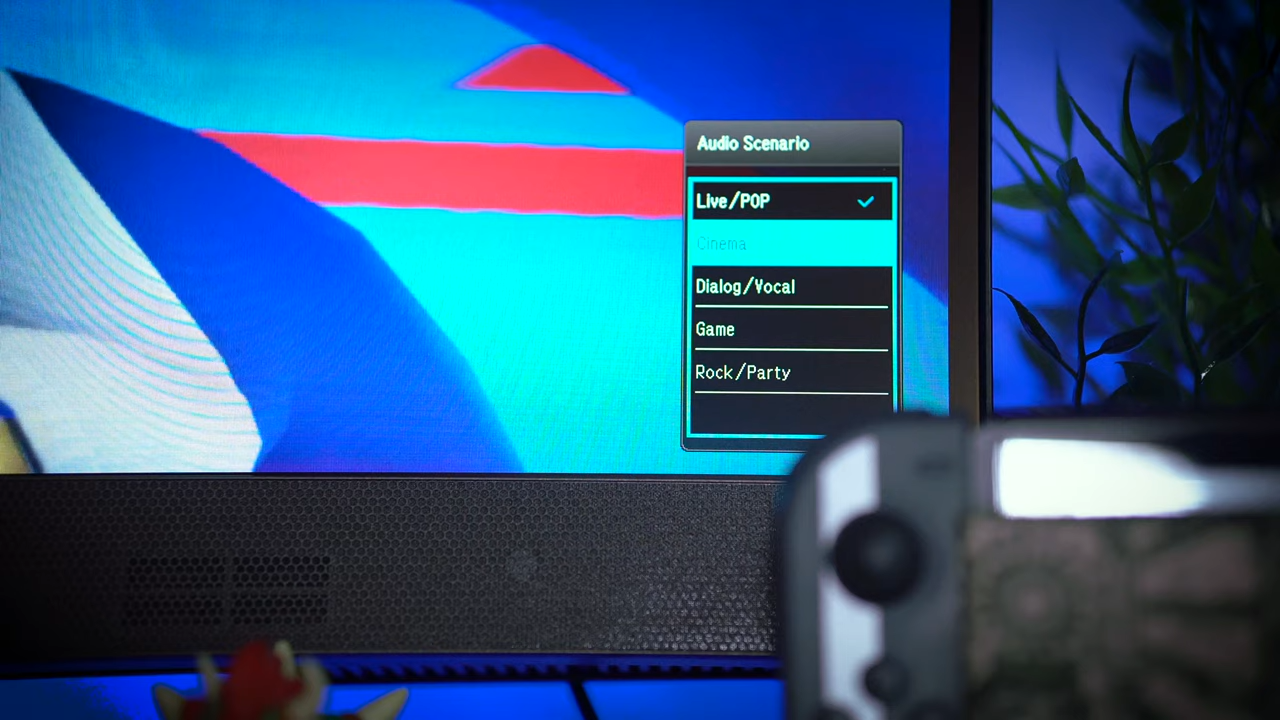 Audio Scenario
Live/POP
Cinema
Dialog/Vocal
Game
Rock/Party